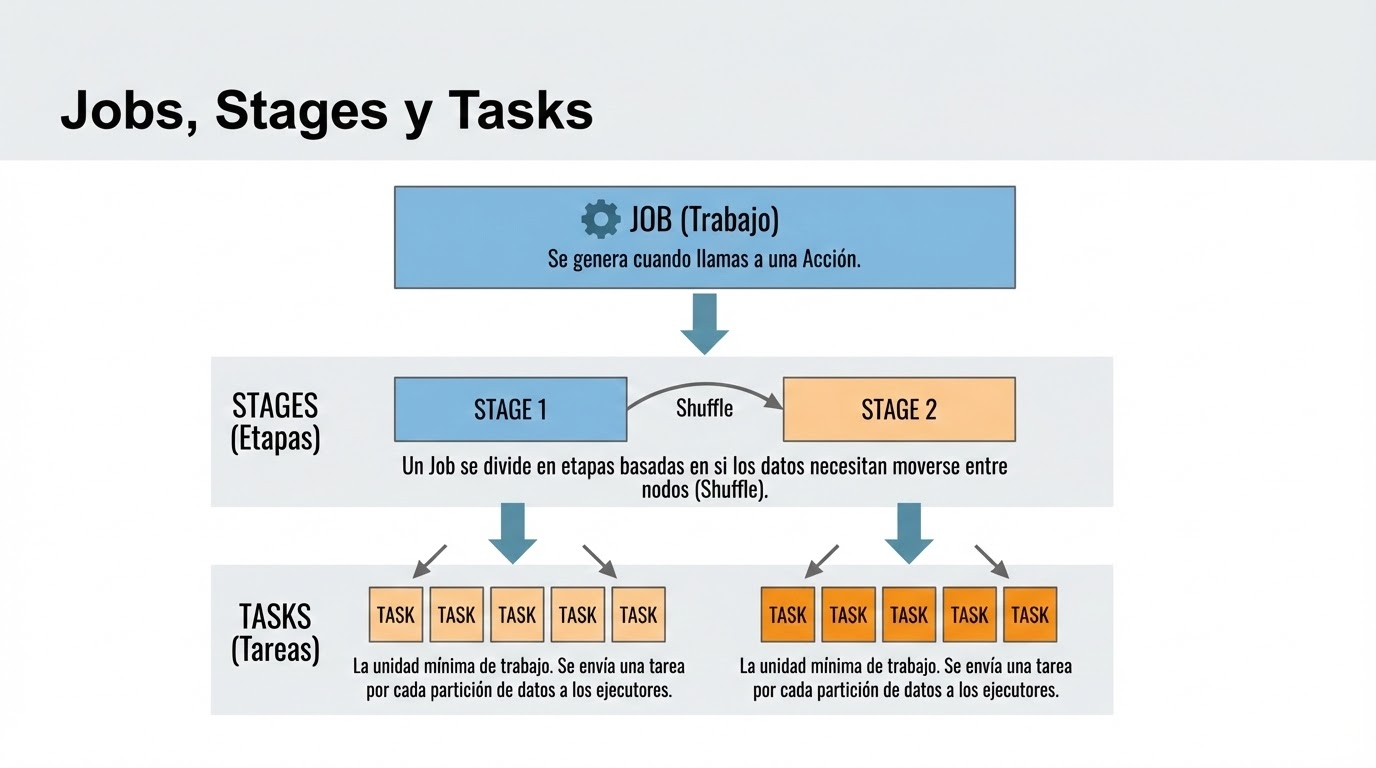 Jobs, Stages y Tasks
JOB (Trabajo)
Se genera cuando llamas a una Acción.
STAGES
(Etapas)
STAGE 1
Shuffle
STAGE 2
Un Job se divide en etapas basadas en si los datos necesitan moverse entre
nodos (Shuffle).
TASKS
(Tareas)
TASK TASK TASK TASK TASK
La unidad mínima de trabajo. Se envía una tarea
por cada partición de datos a los ejecutores.
TASK TASK TASK TASK TASK
La unidad mínima de trabajo. Se envía una tarea
por cada partición de datos a los ejecutores.